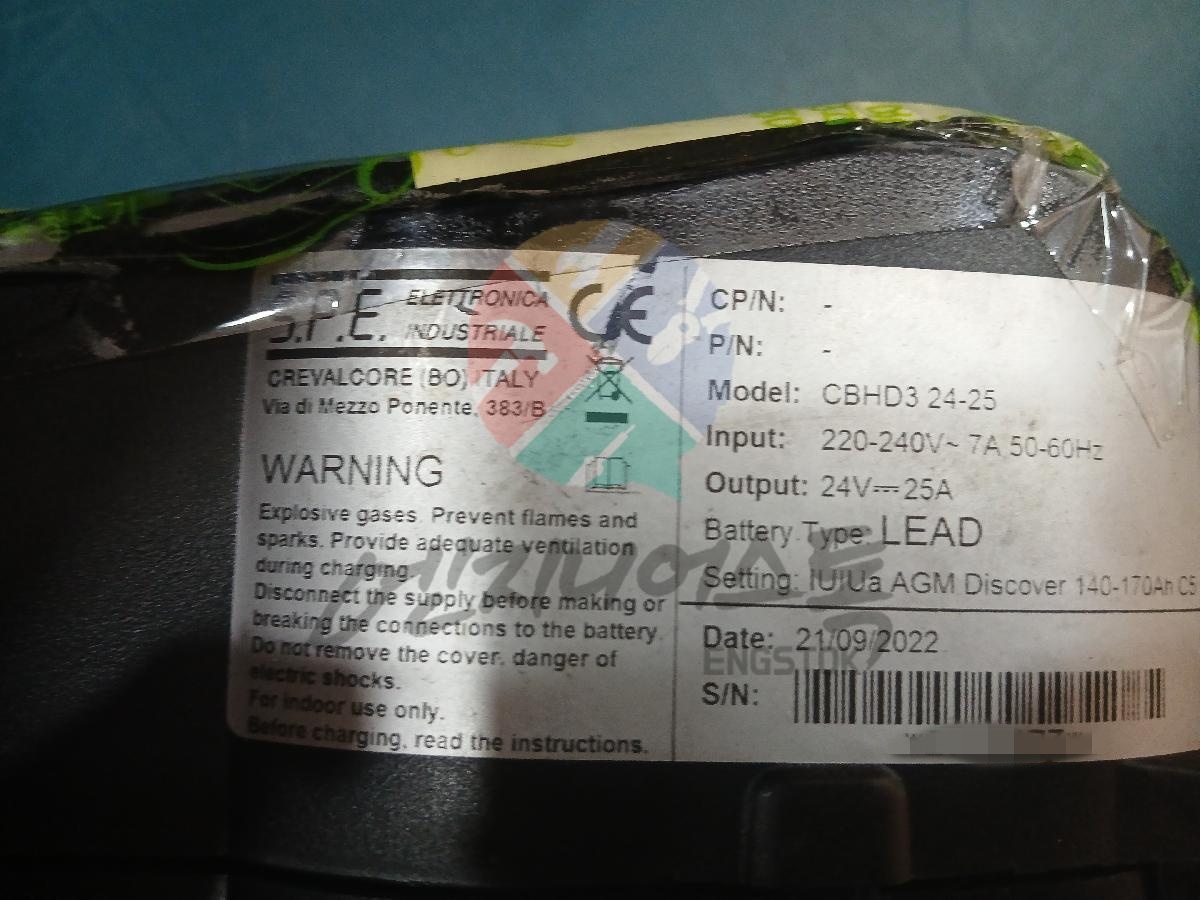 S.P.E. ELETTRONICA
INDUSTRIALE
CREVALCORE (BO) ITALY
Via di Mezzo Ponente, 383/B
CE
WARNING
Explosive gases. Prevent flames and
sparks. Provide adequate ventilation
during charging.
Disconnect the supply before making or
breaking the connections to the battery.
Do not remove the cover. danger of
electric shocks.
For indoor use only.
Before charging, read the instructions.
CP/N: -
P/N: -
Model: CBHD3 24-25
Input: 220-240V~ 7A 50-60Hz
Output: 24V⎓25A
Battery Type: LEAD
Setting: IUIUa AGM Discover 140-170Ah C5
Date: 21/09/2022
S/N:
ENGSTOK